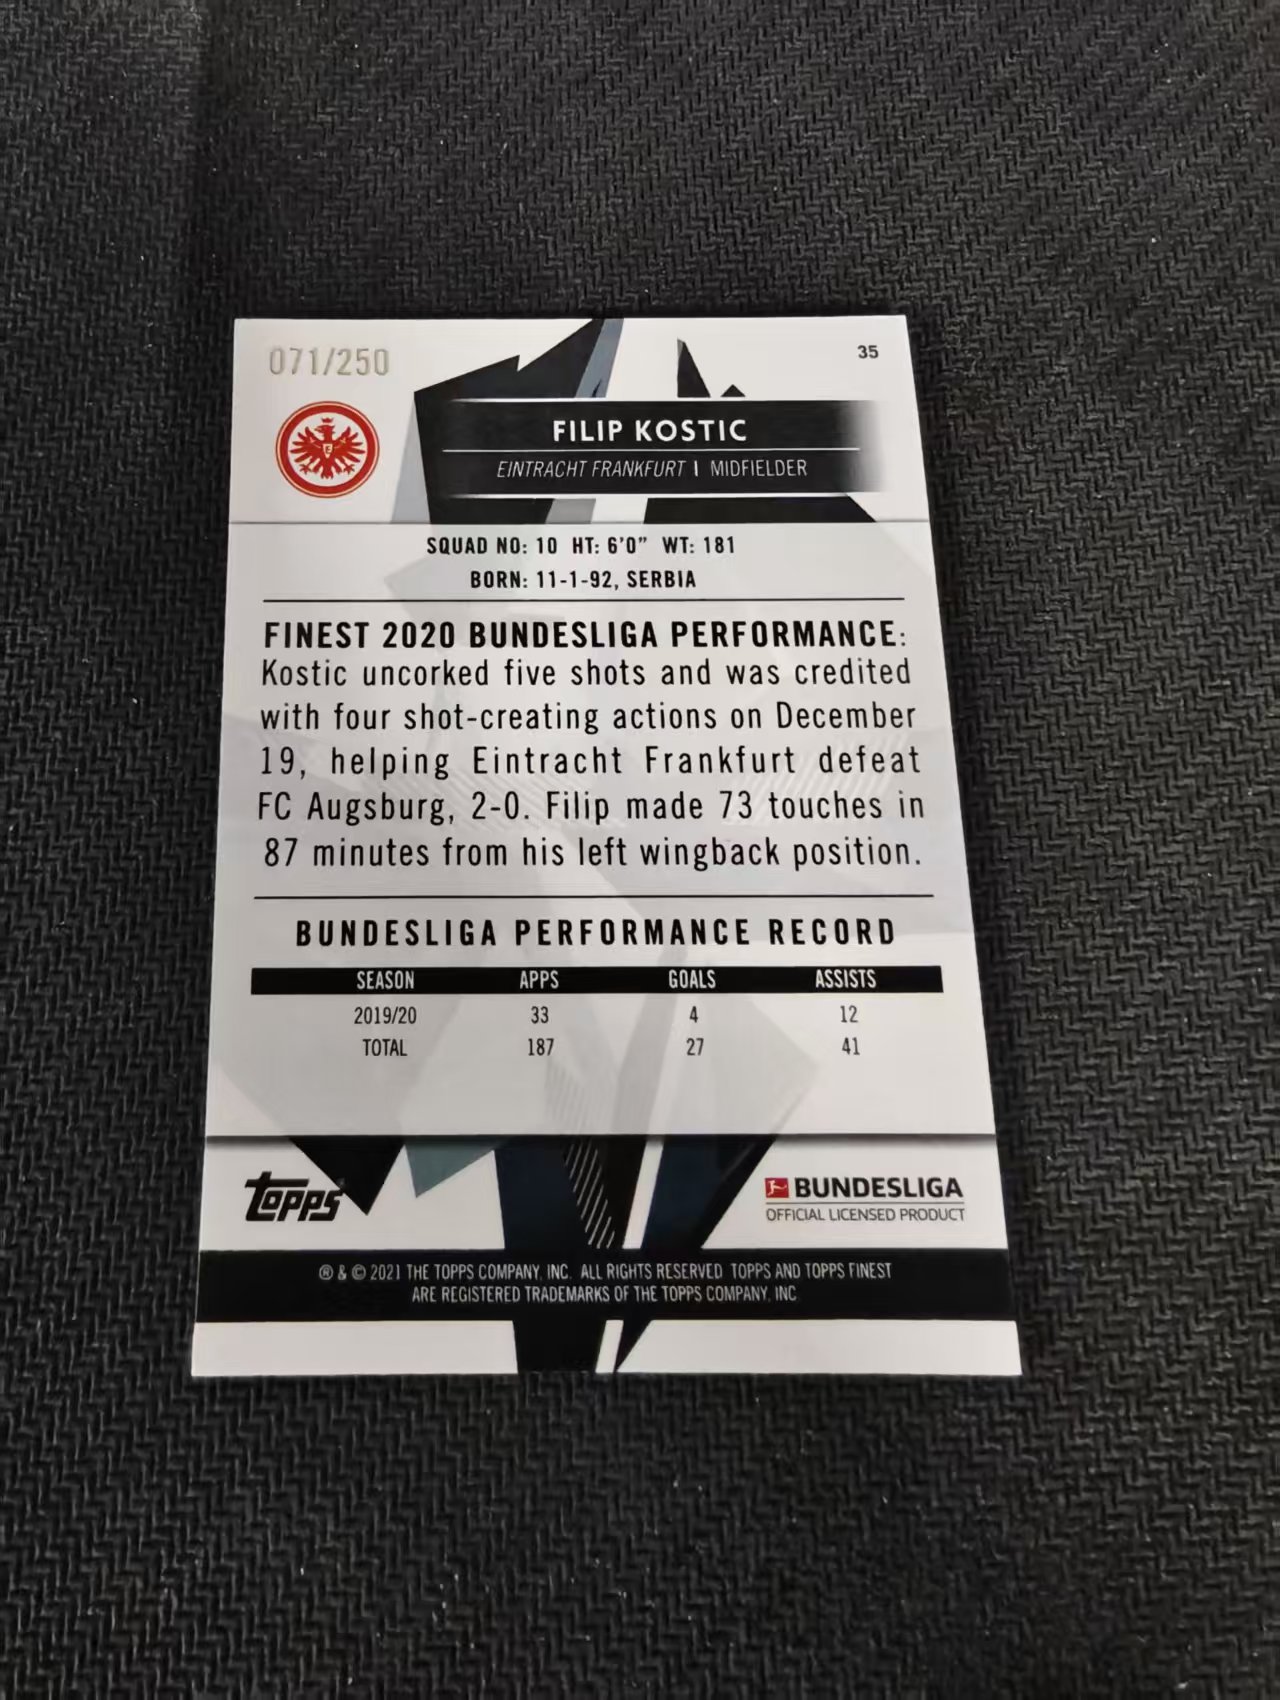 071/250
35
FILIP KOSTIC
EINTRACHT FRANKFURT | MIDFIELDER
SQUAD NO: 10 HT: 6'0" WT: 181
BORN: 11-1-92, SERBIA
FINEST 2020 BUNDESLIGA PERFORMANCE:
Kostic uncorked five shots and was credited
with four shot-creating actions on December
19, helping Eintracht Frankfurt defeat
FC Augsburg, 2-0. Filip made 73 touches in
87 minutes from his left wingback position.
BUNDESLIGA PERFORMANCE RECORD
SEASON APPS GOALS ASSISTS
2019/20 33 4 12
TOTAL 187 27 41
Topps
BUNDESLIGA
OFFICIAL LICENSED PRODUCT
® & © 2021 THE TOPPS COMPANY, INC. ALL RIGHTS RESERVED TOPPS AND TOPPS FINEST
ARE REGISTERED TRADEMARKS OF THE TOPPS COMPANY, INC